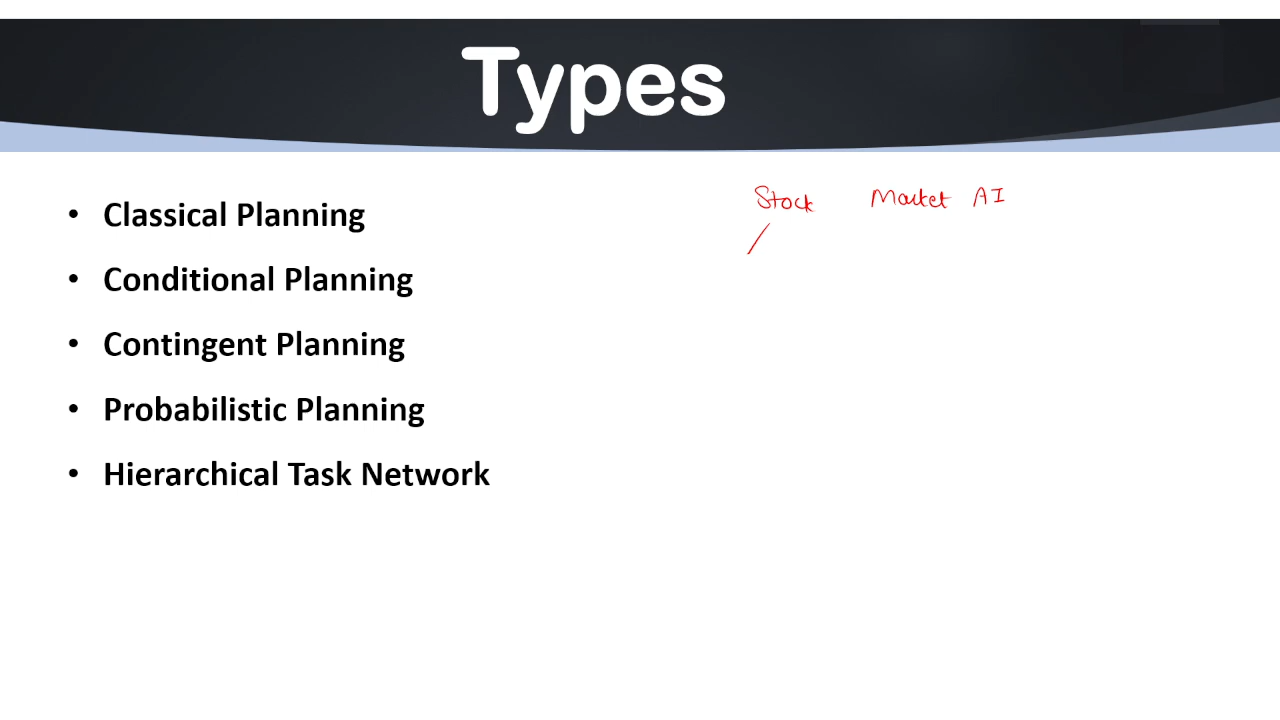 Types
• Classical Planning
• Conditional Planning
• Contingent Planning
• Probabilistic Planning
• Hierarchical Task Network
Stock Market AI